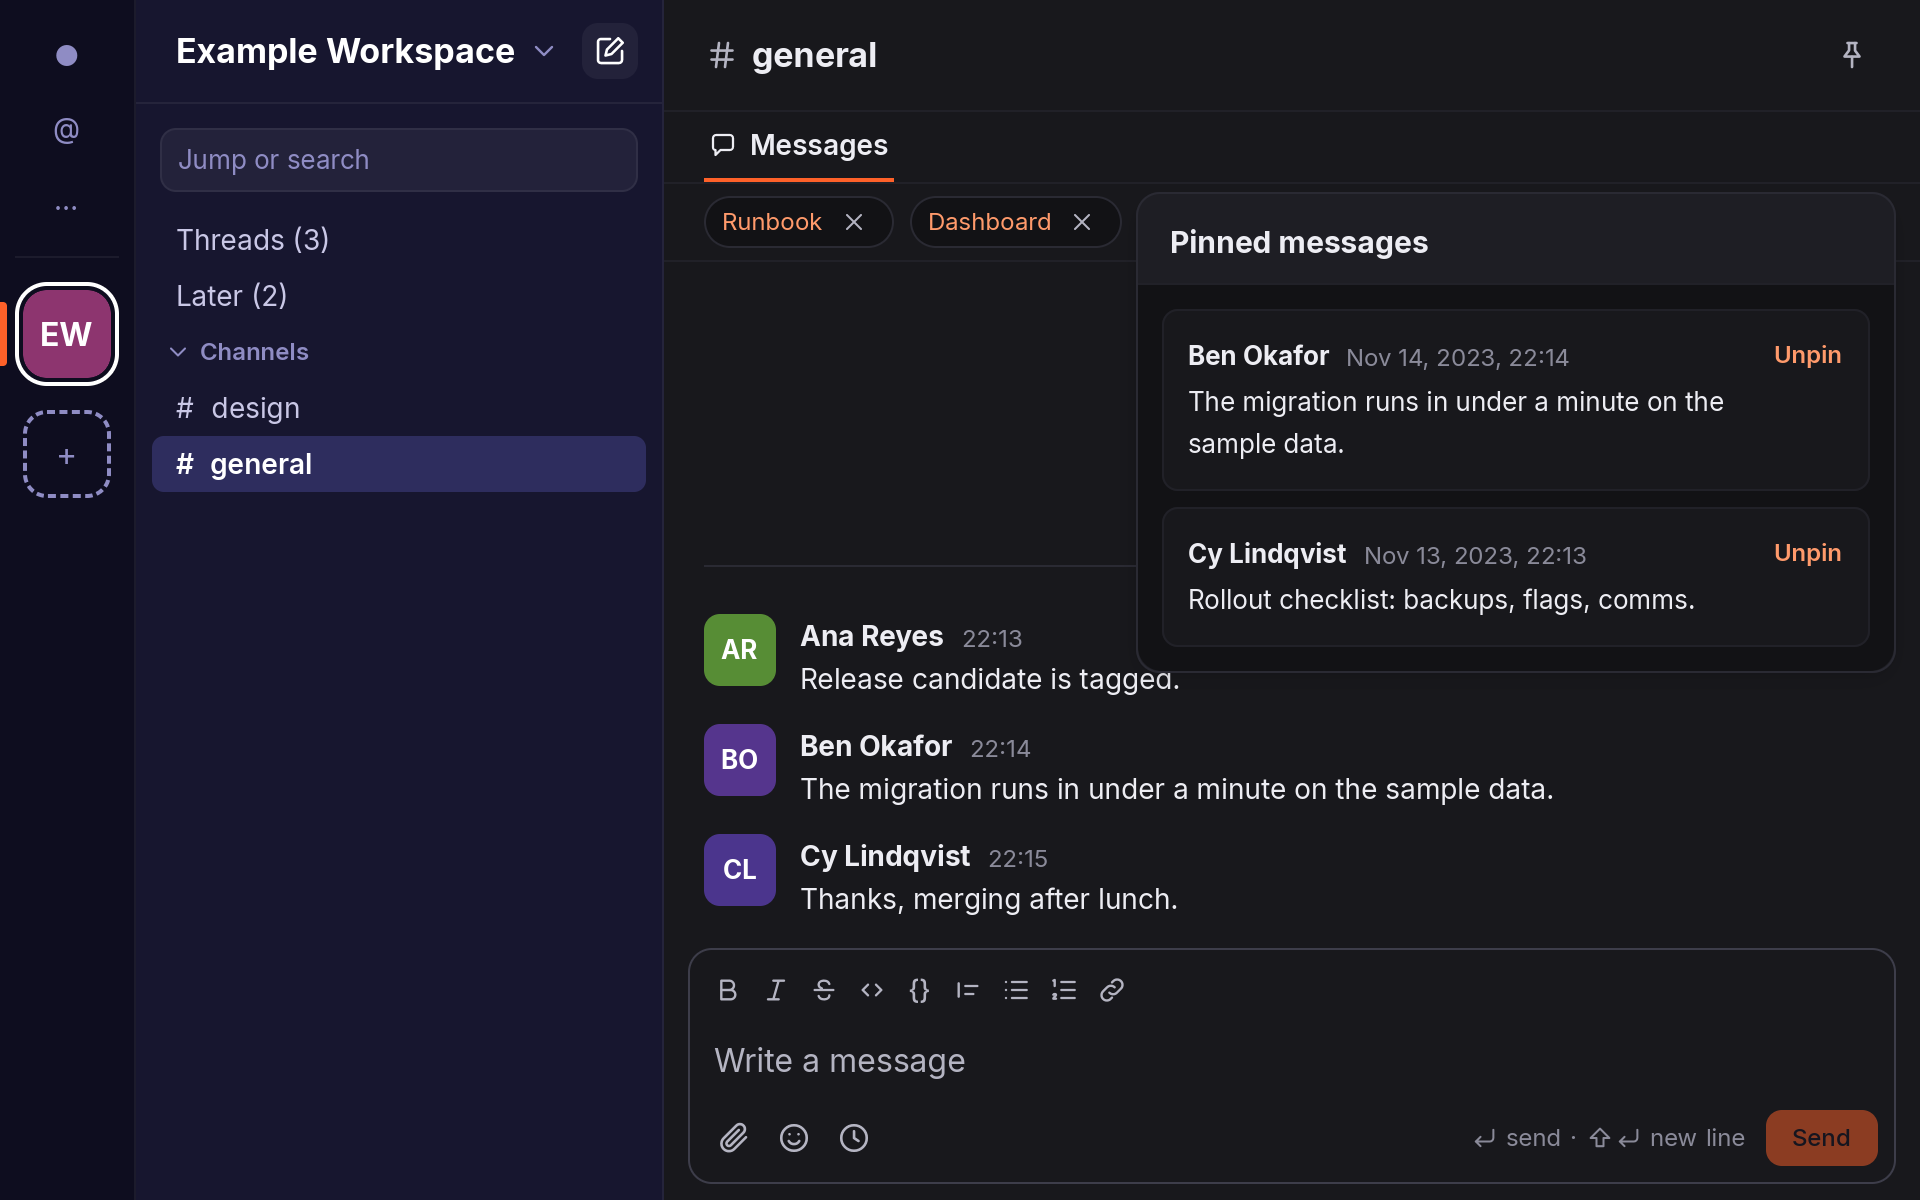 @
...
EW
+
Example Workspace
Jump or search
Threads (3)
Later (2)
Channels
# design
# general
# general
Messages
Runbook
Dashboard
Pinned messages
Ben Okafor Nov 14, 2023, 22:14 Unpin
The migration runs in under a minute on the
sample data.
Cy Lindqvist Nov 13, 2023, 22:13 Unpin
Rollout checklist: backups, flags, comms.
AR
Ana Reyes 22:13
Release candidate is tagged.
BO
Ben Okafor 22:14
The migration runs in under a minute on the sample data.
CL
Cy Lindqvist 22:15
Thanks, merging after lunch.
Write a message
send · new line
Send